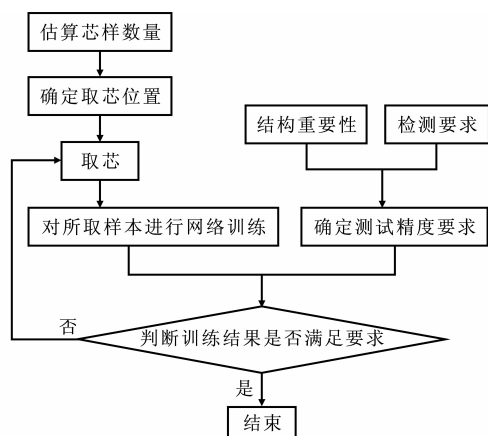 估算芯样数量
确定取芯位置
结构重要性
检测要求
取芯
对所取样本进行网络训练
确定测试精度要求
否
判断训练结果是否满足要求
是
结束